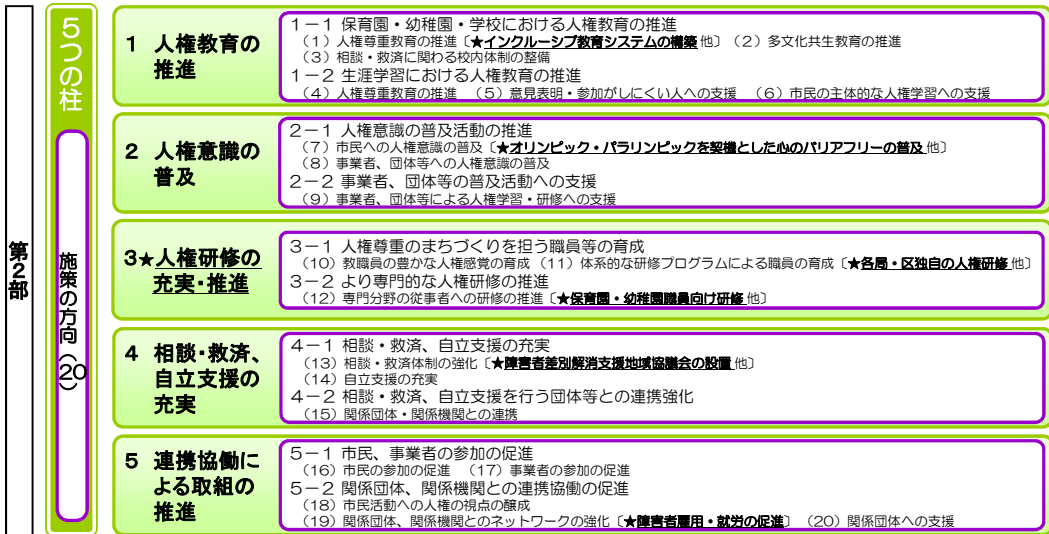 第2部
5つの柱
施策の方向(20)
1 人権教育の
推進
1-1 保育園・幼稚園・学校における人権教育の推進
(1)人権尊重教育の推進〔★インクルーシブ教育システムの構築 他〕(2)多文化共生教育の推進
(3)相談・救済に関わる校内体制の整備
1-2 生涯学習における人権教育の推進
(4)人権尊重教育の推進 (5)意見表明・参加がしにくい人への支援 (6)市民の主体的な人権学習への支援
2 人権意識の
普及
2-1 人権意識の普及活動の推進
(7)市民への人権意識の普及〔★オリンピック・パラリンピックを契機とした心のバリアフリーの普及 他〕
(8)事業者、団体等への人権意識の普及
2-2 事業者、団体等の普及活動への支援
(9)事業者、団体等による人権学習・研修への支援
3★人権研修の
充実・推進
3-1 人権尊重のまちづくりを担う職員等の育成
(10)教職員の豊かな人権感覚の育成 (11)体系的な研修プログラムによる職員の育成〔★各局・区独自の人権研修 他〕
3-2 より専門的な人権研修の推進
(12)専門分野の従事者への研修の推進〔★保育園・幼稚園職員向け研修 他〕
4 相談・救済、
自立支援の
充実
4-1 相談・救済、自立支援の充実
(13)相談・救済体制の強化〔★障害者差別解消支援地域協議会の設置 他〕
(14)自立支援の充実
4-2 相談・救済、自立支援を行う団体等との連携強化
(15)関係団体・関係機関との連携
5 連携協働に
よる取組の
推進
5-1 市民、事業者の参加の促進
(16)市民の参加の促進 (17)事業者の参加の促進
5-2 関係団体、関係機関との連携協働の促進
(18)市民活動への人権の視点の醸成
(19)関係団体、関係機関とのネットワークの強化〔★障害者雇用・就労の促進〕 (20)関係団体への支援